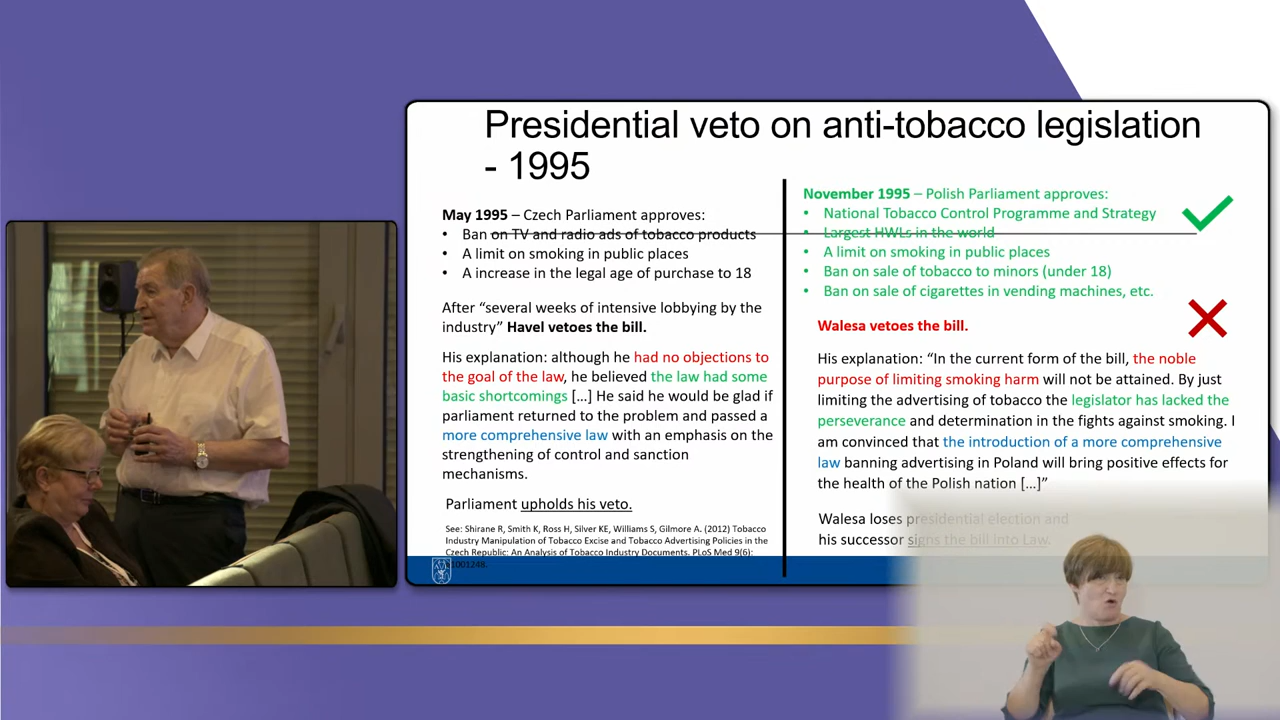 Presidential veto on anti-tobacco legislation
- 1995
May 1995 – Czech Parliament approves:
• Ban on TV and radio ads of tobacco products
• A limit on smoking in public places
• A increase in the legal age of purchase to 18
After “several weeks of intensive lobbying by the
industry” Havel vetoes the bill.
His explanation: although he had no objections to
the goal of the law, he believed the law had some
basic shortcomings [...] He said he would be glad if
parliament returned to the problem and passed a
more comprehensive law with an emphasis on the
strengthening of control and sanction
mechanisms.
Parliament upholds his veto.
See: Shirane R, Smith K, Ross H, Silver KE, Williams S, Gilmore A. (2012) Tobacco
Industry Manipulation of Tobacco Excise and Tobacco Advertising Policies in the
Czech Republic: An Analysis of Tobacco Industry Documents. PLoS Med 9(6):
e1001248.
November 1995 – Polish Parliament approves:
• National Tobacco Control Programme and Strategy
• Largest HWLs in the world
• A limit on smoking in public places
• Ban on sale of tobacco to minors (under 18)
• Ban on sale of cigarettes in vending machines, etc.
Walesa vetoes the bill.
His explanation: “In the current form of the bill, the noble
purpose of limiting smoking harm will not be attained. By just
limiting the advertising of tobacco the legislator has lacked the
perseverance and determination in the fights against smoking. I
am convinced that the introduction of a more comprehensive
law banning advertising in Poland will bring positive effects for
the health of the Polish nation [...]”
Walesa loses presidential election and
his successor signs the bill into Law.